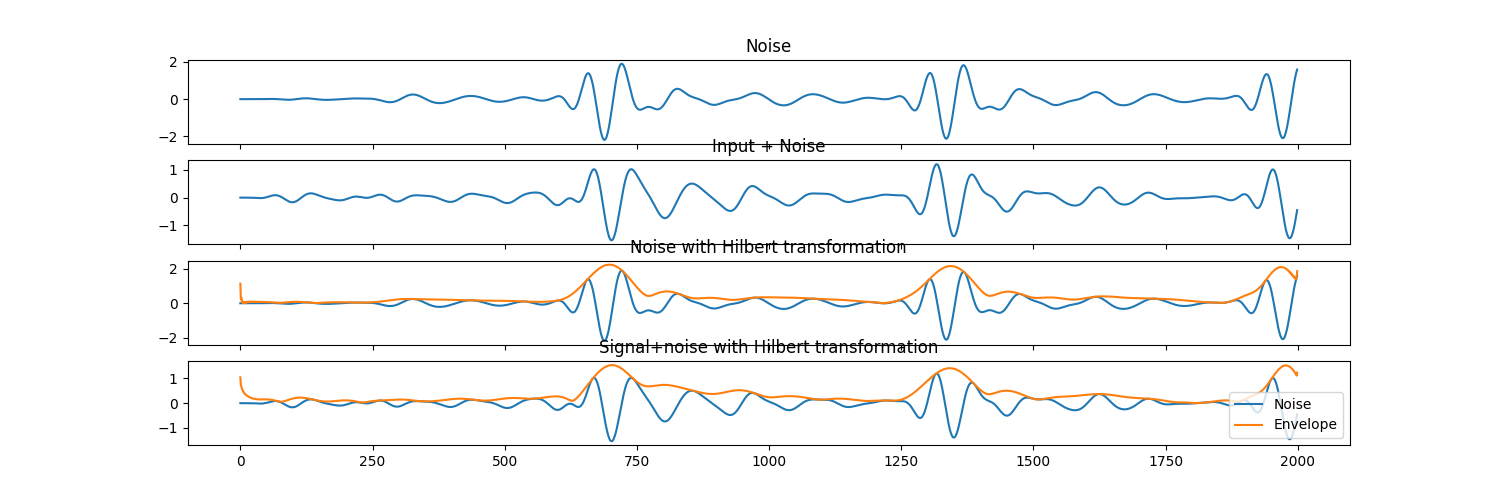 Noise
2
0
−2
Input + Noise
1
0
−1
Noise with Hilbert transformation
2
0
−2
Signal+noise with Hilbert transformation
1
0
−1
Noise
Envelope
0 250 500 750 1000 1250 1500 1750 2000